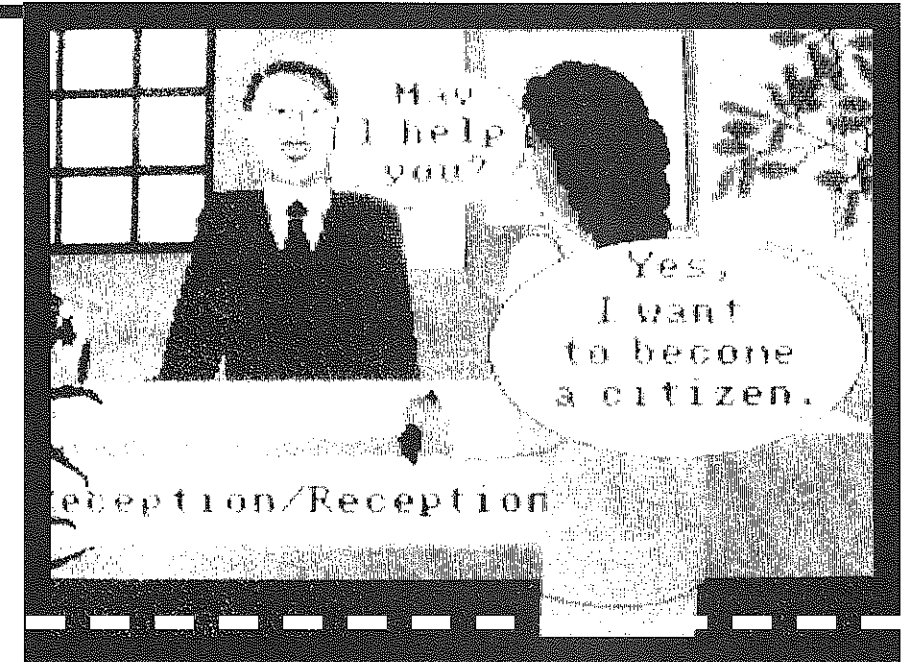 May
I help
you?
Yes,
I want
to become
a citizen.
eception/Reception